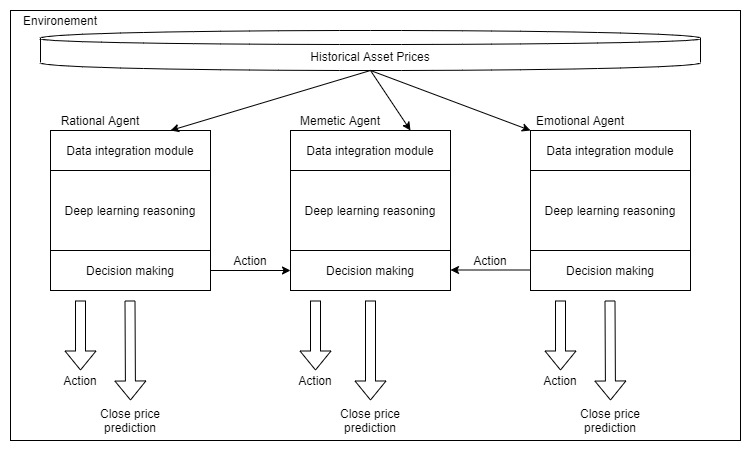 Environement
Historical Asset Prices
Rational Agent
Memetic Agent
Emotional Agent
Data integration module
Data integration module
Data integration module
Deep learning reasoning
Deep learning reasoning
Deep learning reasoning
Decision making
Action
Decision making
Action
Decision making
Action
Action
Action
Close price
prediction
Close price
prediction
Close price
prediction